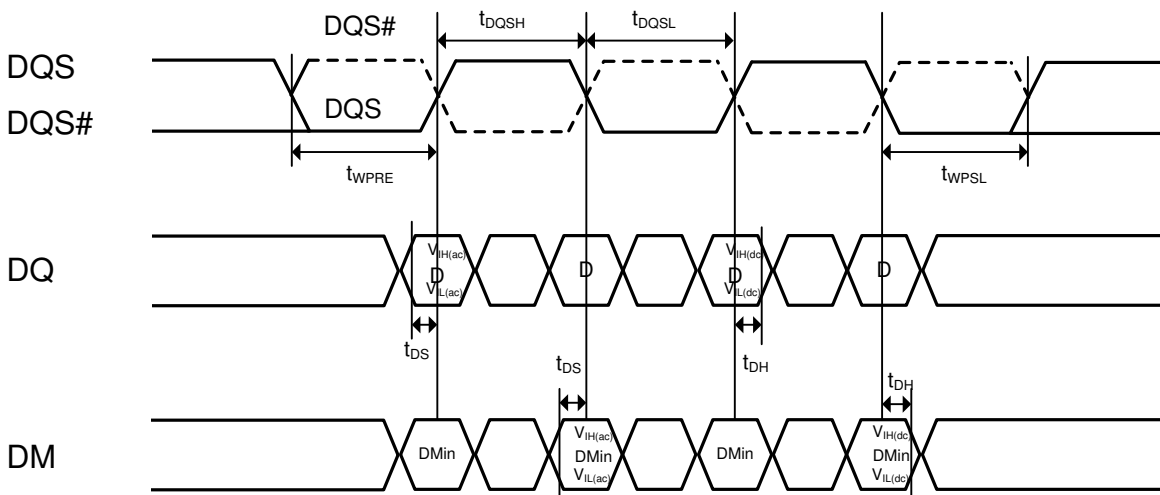 DQS#
tDQSH
tDQSL
DQS
DQS
DQS#
tWPRE
tWPSL
DQ
VIH(ac)
D
VIL(ac)
D
VIH(dc)
D
VIL(dc)
D
tDS
tDS
tDH
tDH
DM
DMin
VIH(ac)
DMin
VIL(ac)
DMin
VIH(dc)
DMin
VIL(dc)